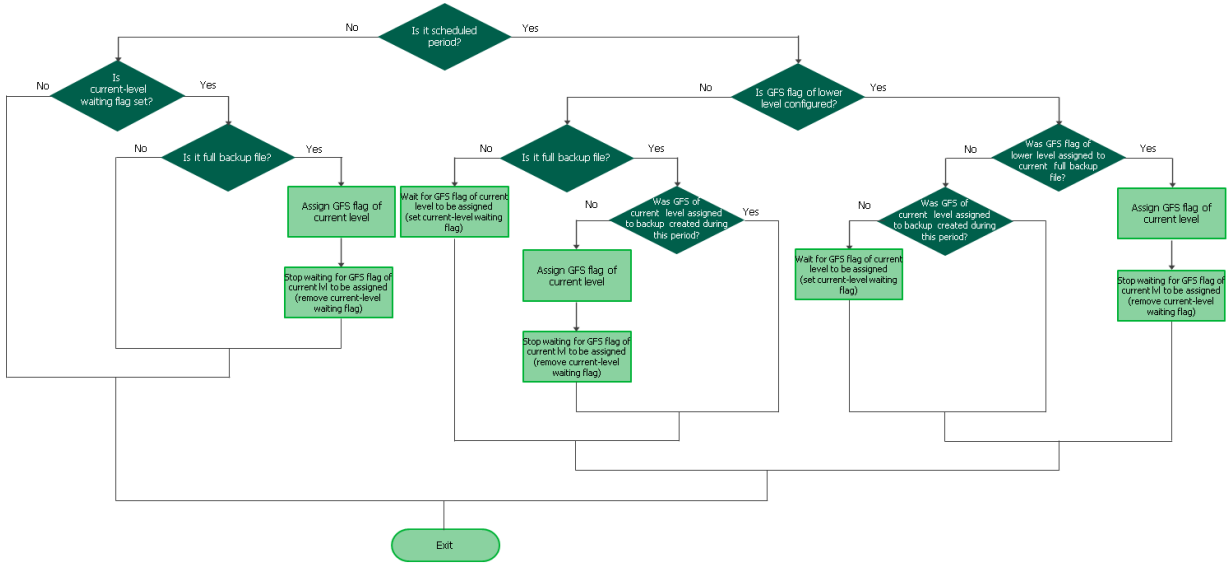 Is it scheduled
period?
No
Yes
Is
current-level
waiting flag set?
No
Yes
Is GFS flag of lower
level configured?
No
Yes
Is it full backup file?
No
Yes
Is it full backup file?
No
Yes
Was GFS flag of
lower level assigned to
current full backup
file?
No
Yes
Assign GFS flag of
current level
Wait for GFS flag of current
level to be assigned
(set current-level waiting
flag)
Was GFS of
current level assigned
to backup created during
this period?
No
Yes
Was GFS of
current level assigned
to backup created during
this period?
No
Yes
Assign GFS flag of
current level
Stop waiting for GFS flag of
current lvl to be assigned
(remove current-level
waiting flag)
Assign GFS flag of
current level
Wait for GFS flag of current
level to be assigned
(set current-level waiting
flag)
Stop waiting for GFS flag of
current lvl to be assigned
(remove current-level
waiting flag)
Stop waiting for GFS flag of
current lvl to be assigned
(remove current-level
waiting flag)
Exit